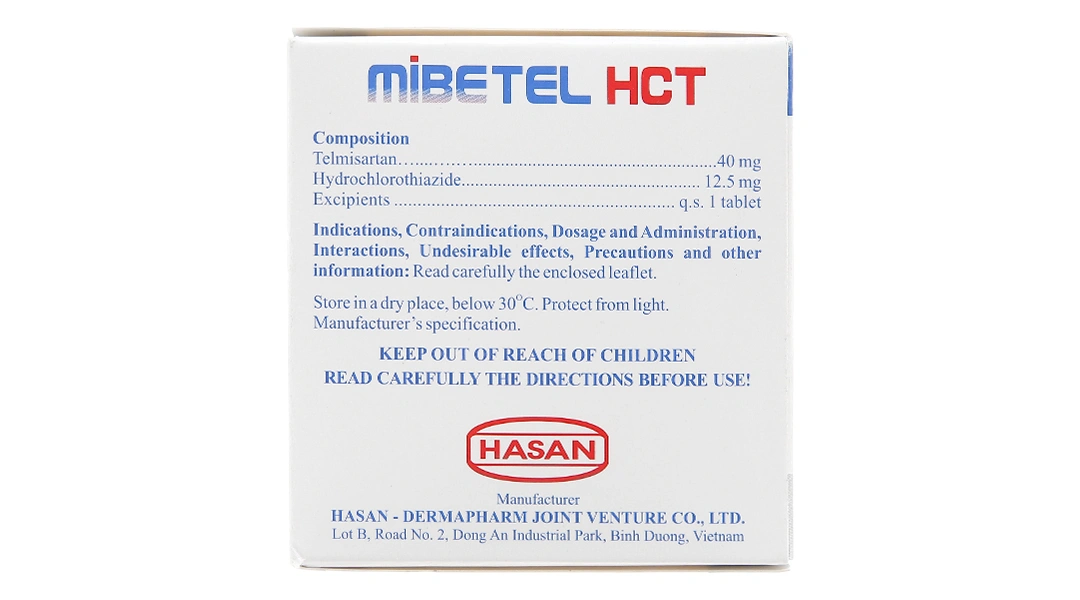 MIBETEL HCT
Composition
Telmisartan.......................................................................40 mg
Hydrochlorothiazide.................................................... 12.5 mg
Excipients ............................................................. q.s. 1 tablet
Indications, Contraindications, Dosage and Administration,
Interactions, Undesirable effects, Precautions and other
information: Read carefully the enclosed leaflet.
Store in a dry place, below 30°C. Protect from light.
Manufacturer's specification.
KEEP OUT OF REACH OF CHILDREN
READ CAREFULLY THE DIRECTIONS BEFORE USE!
HASAN
Manufacturer
HASAN - DERMAPHARM JOINT VENTURE CO., LTD.
Lot B, Road No. 2, Dong An Industrial Park, Binh Duong, Vietnam